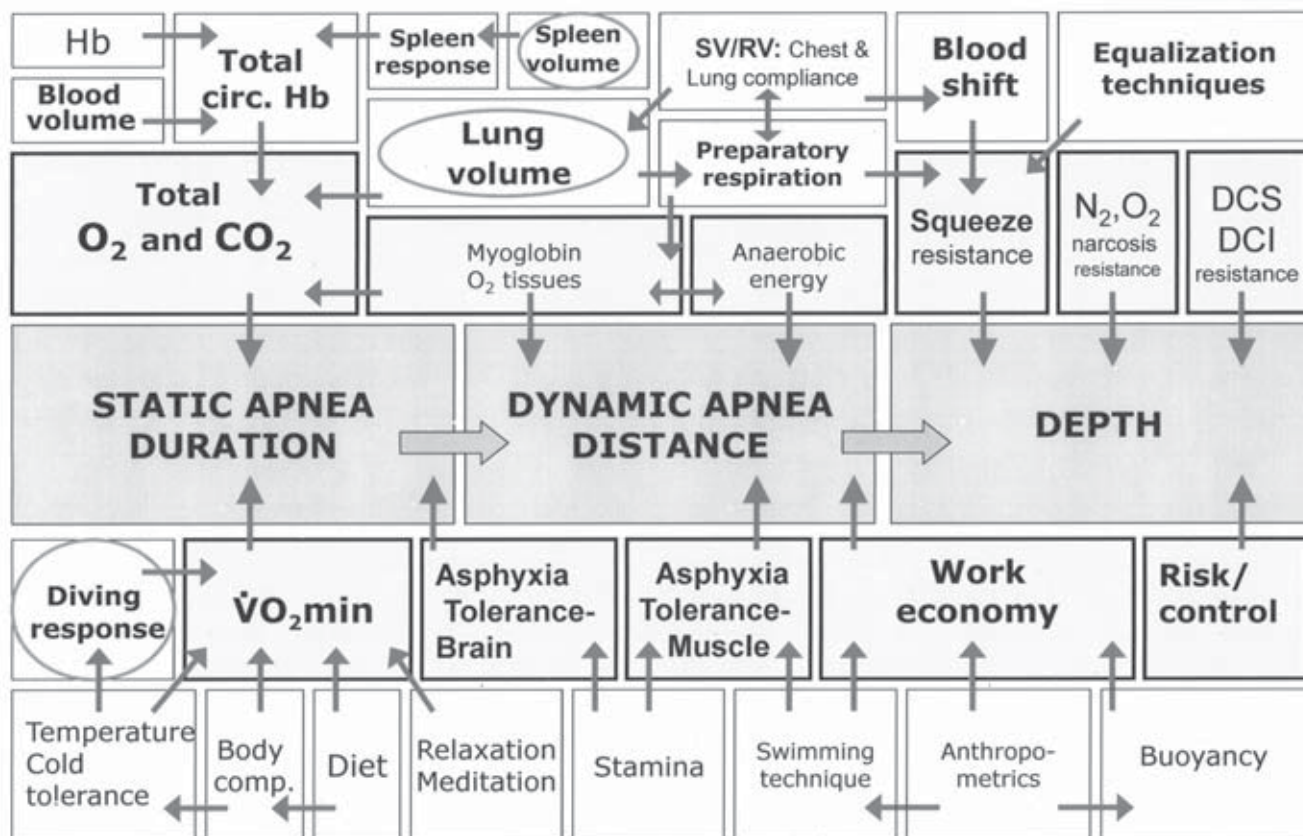 Hb
Total
circ. Hb
Spleen
response
Spleen
volume
SV/RV: Chest &
Lung compliance
Blood
shift
Equalization
techniques
Blood
volume
Lung
volume
Preparatory
respiration
Total
O₂ and CO₂
Myoglobin
O₂ tissues
Anaerobic
energy
Squeeze
resistance
N₂,O₂
narcosis
resistance
DCS
DCI
resistance
STATIC APNEA
DURATION
DYNAMIC APNEA
DISTANCE
DEPTH
Diving
response
V̇O₂min
Asphyxia
Tolerance-
Brain
Asphyxia
Tolerance-
Muscle
Work
economy
Risk/
control
Temperature
Cold
tolerance
Body
comp.
Diet
Relaxation
Meditation
Stamina
Swimming
technique
Anthropo-
metrics
Buoyancy